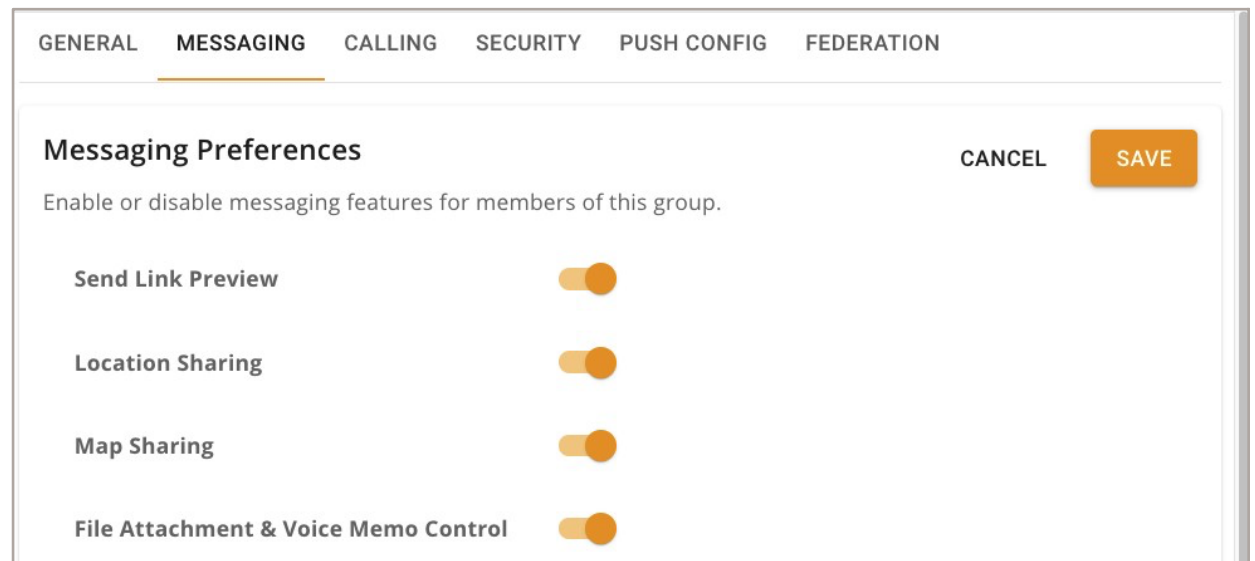 GENERAL MESSAGING CALLING SECURITY PUSH CONFIG FEDERATION
Messaging Preferences
CANCEL SAVE
Enable or disable messaging features for members of this group.
Send Link Preview
Location Sharing
Map Sharing
File Attachment & Voice Memo Control